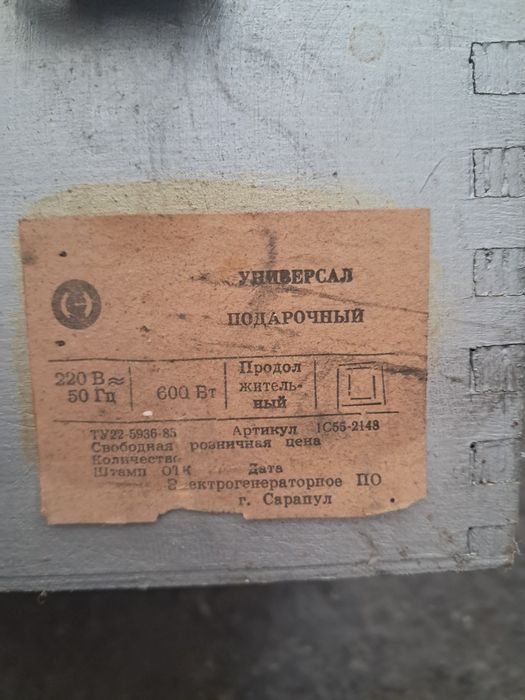 УНИВЕРСАЛ
ПОДАРОЧНЫЙ
220 В≈
50 Гц
600 Вт
Продол
житель-
ный
ТУ22-5936-85 Артикул 1С55-2148
Свободная розничная цена
Количество
Штамп ОТК Дата
Электрогенераторное ПО
г. Сарапул